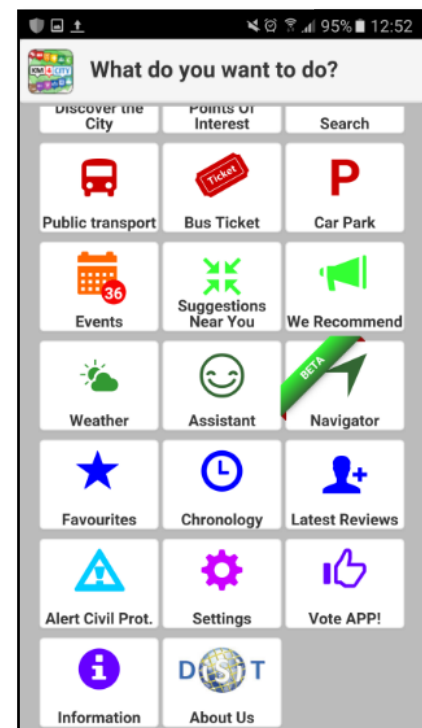 95% 12:52
KM4CITY
What do you want to do?
Discover the
City
Points Of
Interest
Search
Public transport
Ticket
Bus Ticket
P
Car Park
36
Events
Suggestions
Near You
We Recommend
Weather
Assistant
BETA
Navigator
Favourites
Chronology
Latest Reviews
Alert Civil Prot.
Settings
Vote APP!
i
Information
DISIT
About Us